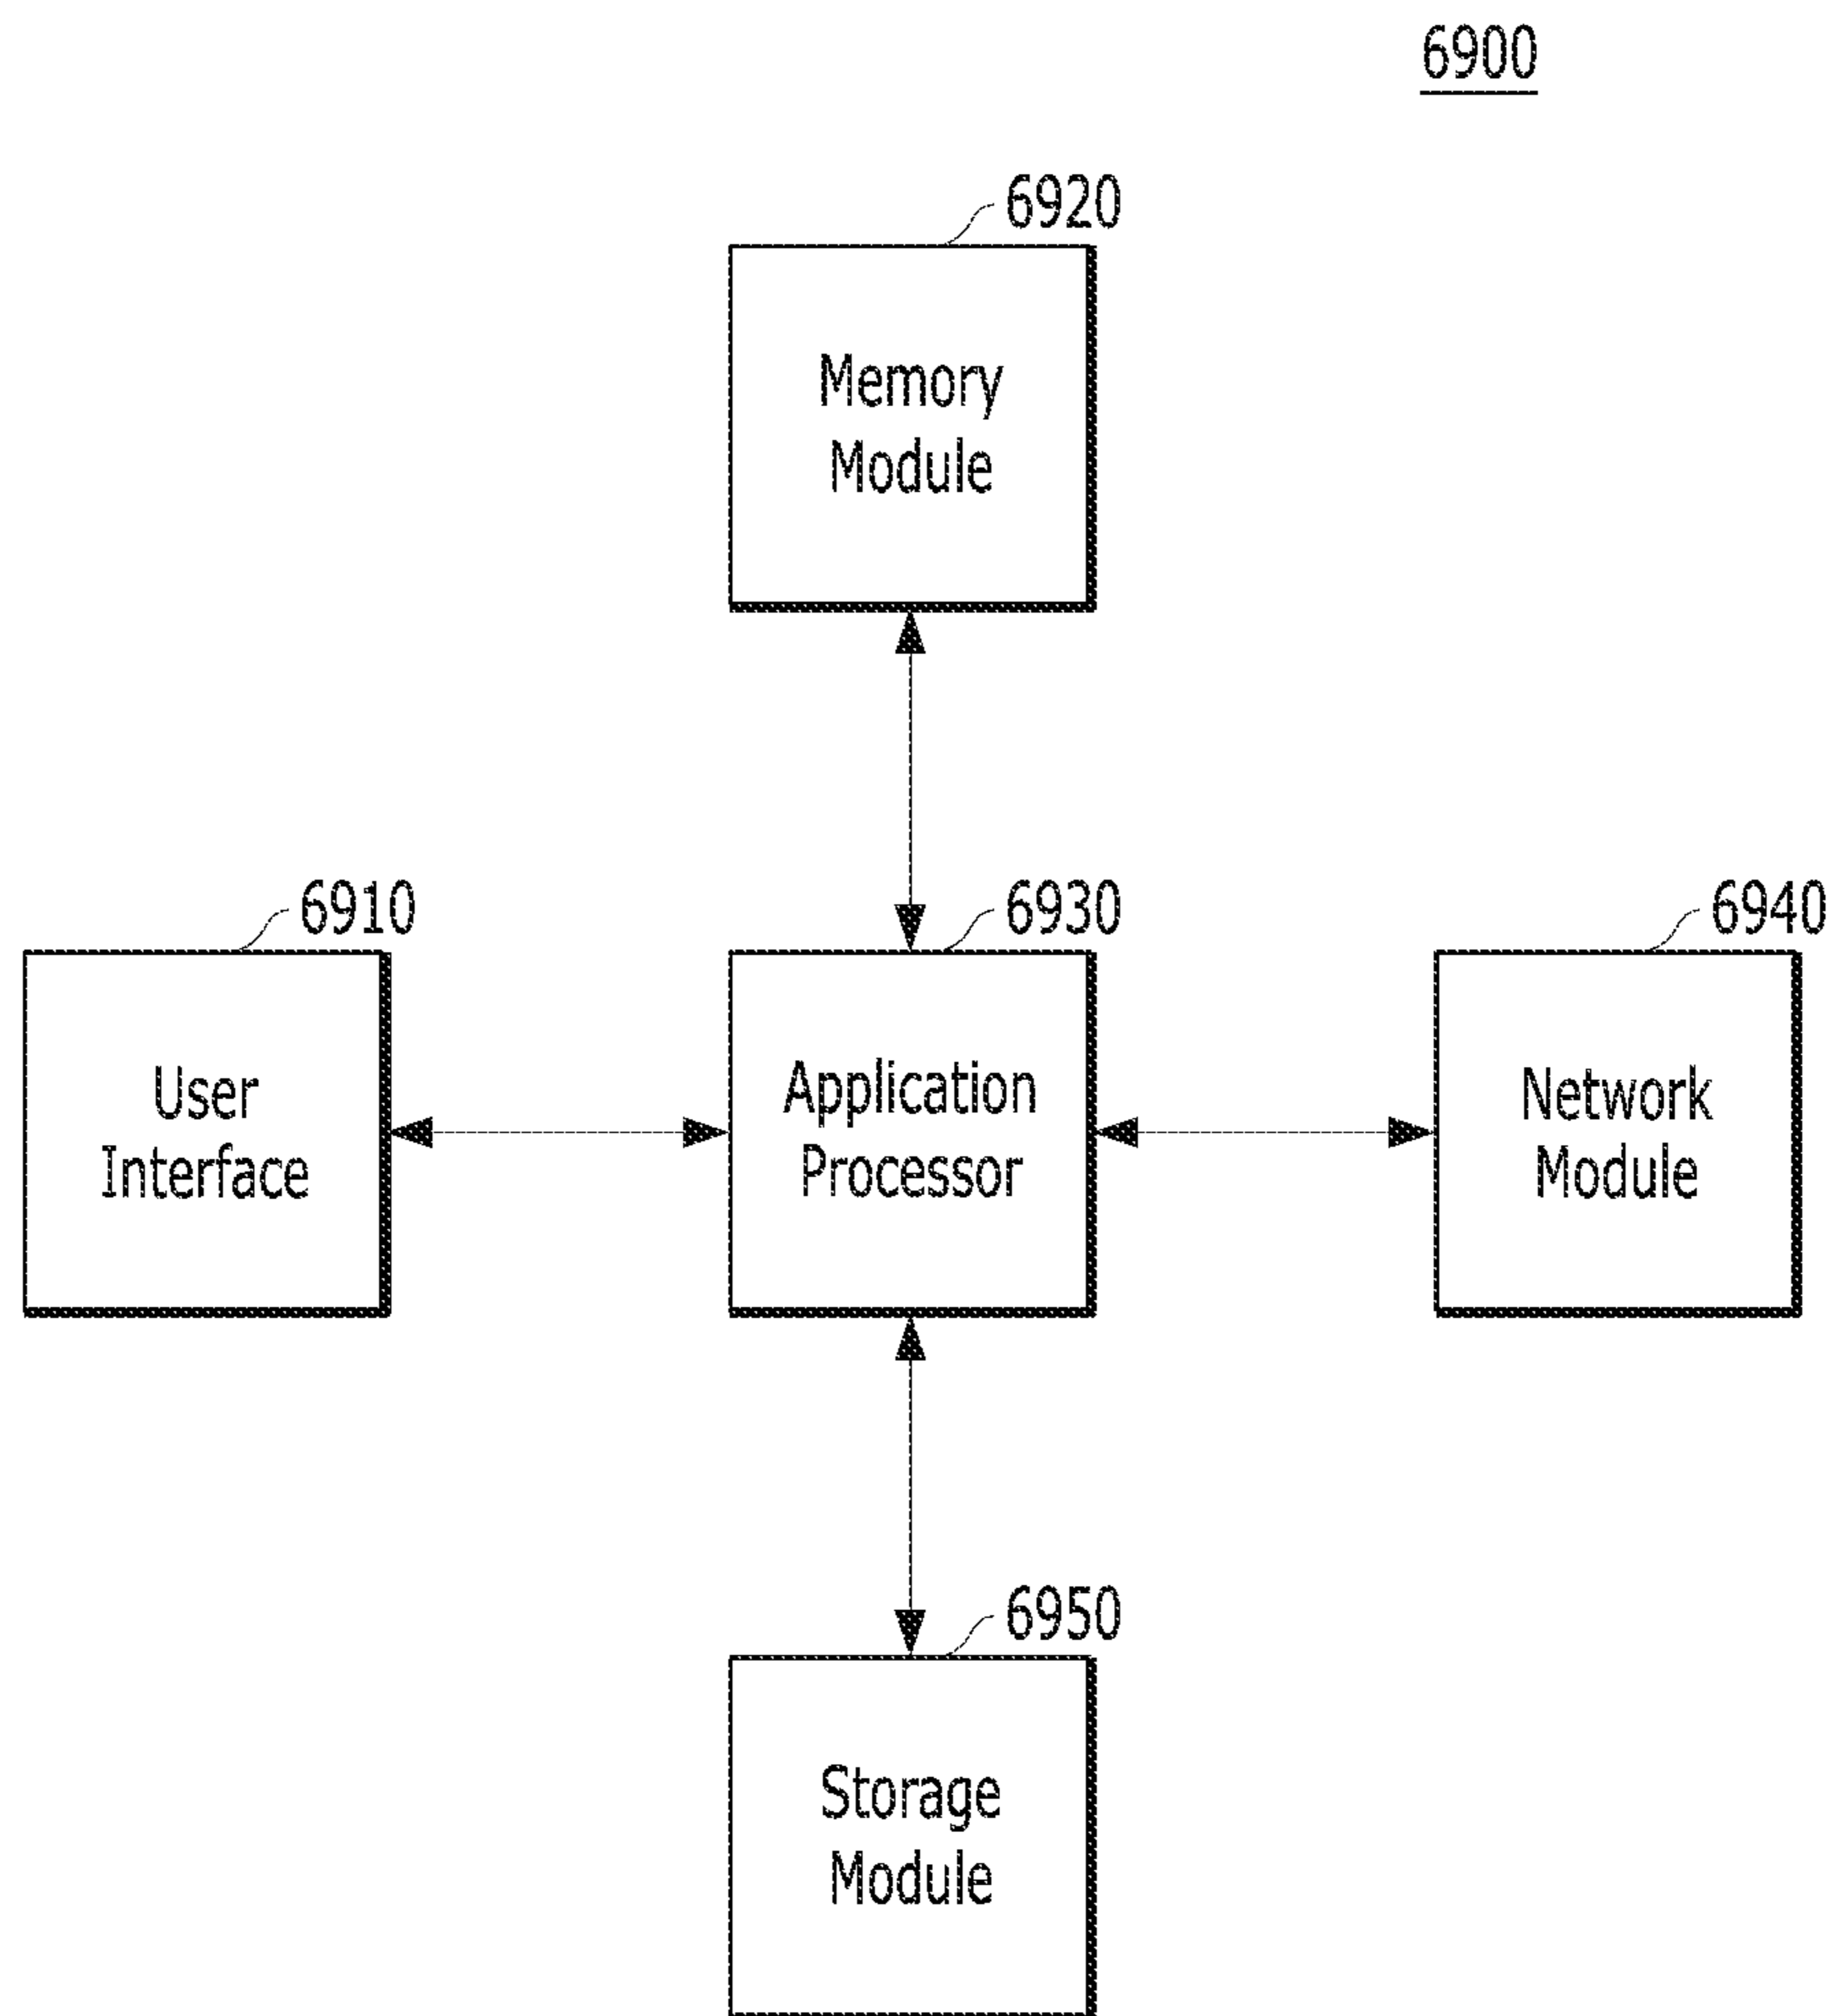 6900
6920
Memory
Module
6910
6930
6940
User
Interface
Application
Processor
Network
Module
6950
Storage
Module